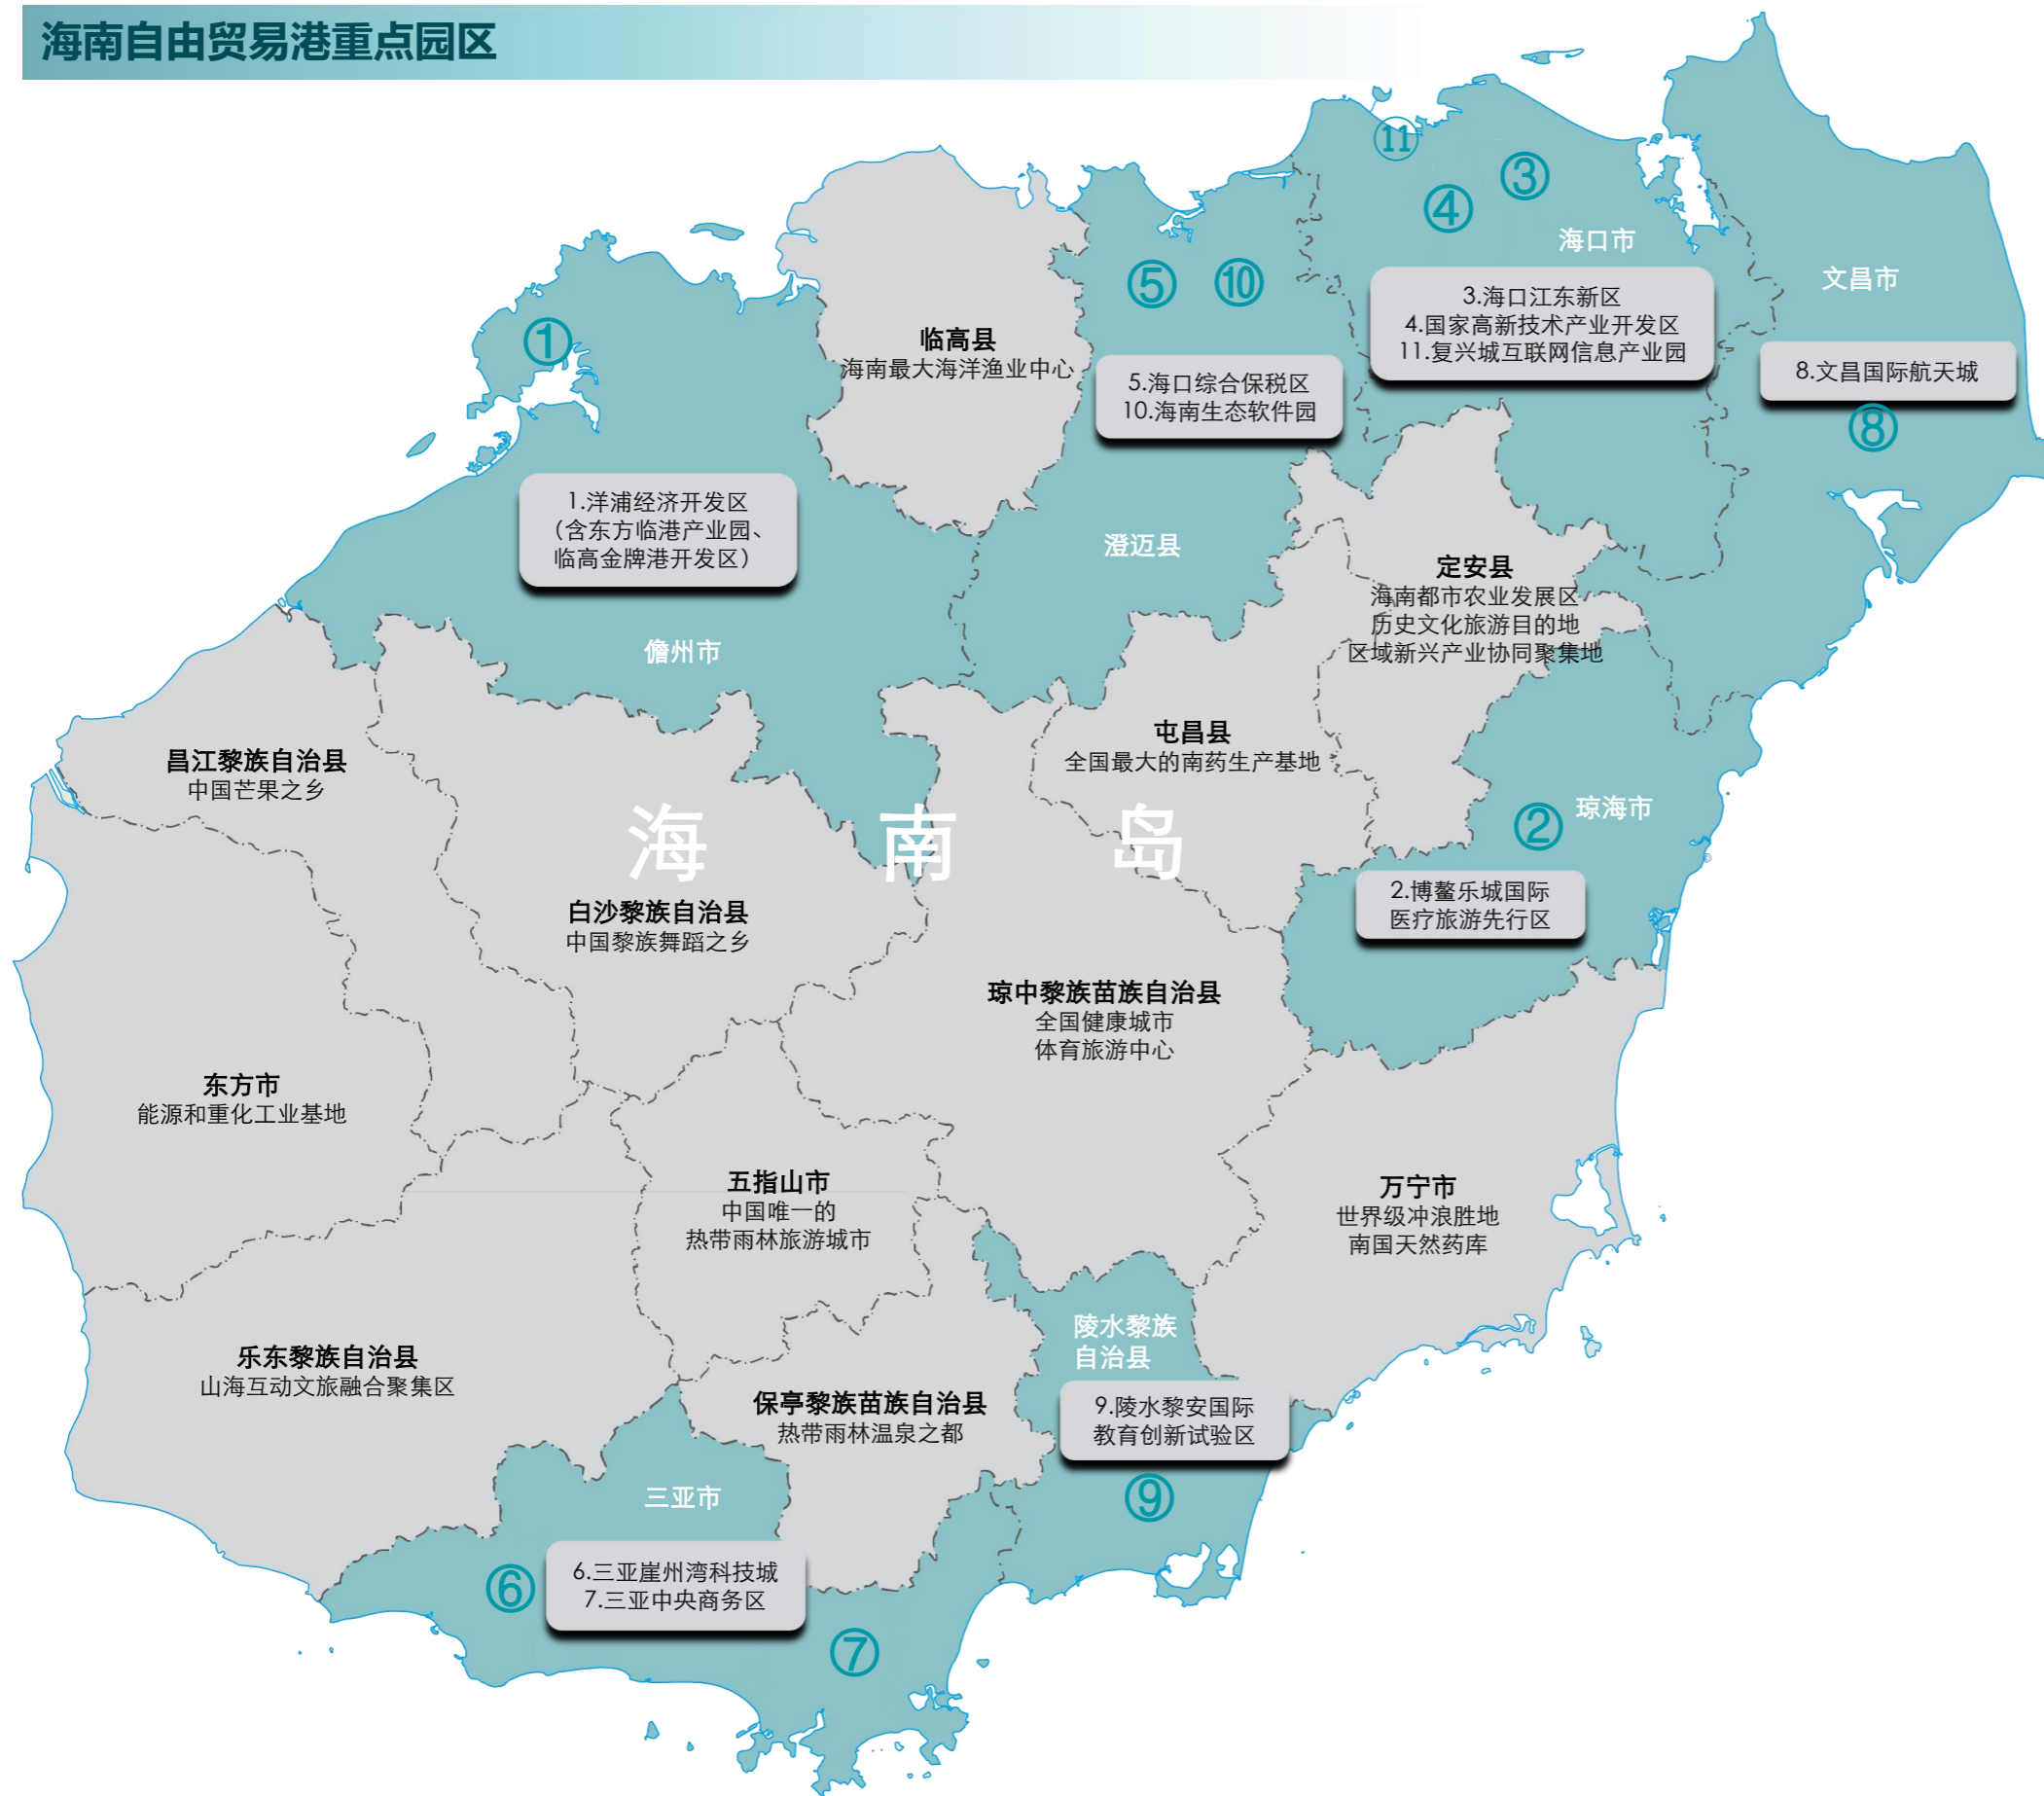 海南自由贸易港重点园区
⑪
③
④
海口市
3.海口江东新区
4.国家高新技术产业开发区
11.复兴城互联网信息产业园
文昌市
8.文昌国际航天城
⑧
⑤
⑩
5.海口综合保税区
10.海南生态软件园
澄迈县
临高县
海南最大海洋渔业中心
①
1.洋浦经济开发区
（含东方临港产业园、
临高金牌港开发区）
儋州市
定安县
海南都市农业发展区
历史文化旅游目的地
区域新兴产业协同聚集地
屯昌县
全国最大的南药生产基地
昌江黎族自治县
中国芒果之乡
海南岛
②
琼海市
2.博鳌乐城国际
医疗旅游先行区
白沙黎族自治县
中国黎族舞蹈之乡
琼中黎族苗族自治县
全国健康城市
体育旅游中心
东方市
能源和重化工业基地
五指山市
中国唯一的
热带雨林旅游城市
万宁市
世界级冲浪胜地
南国天然药库
乐东黎族自治县
山海互动文旅融合聚集区
保亭黎族苗族自治县
热带雨林温泉之都
陵水黎族
自治县
9.陵水黎安国际
教育创新试验区
⑨
三亚市
⑥
6.三亚崖州湾科技城
7.三亚中央商务区
⑦